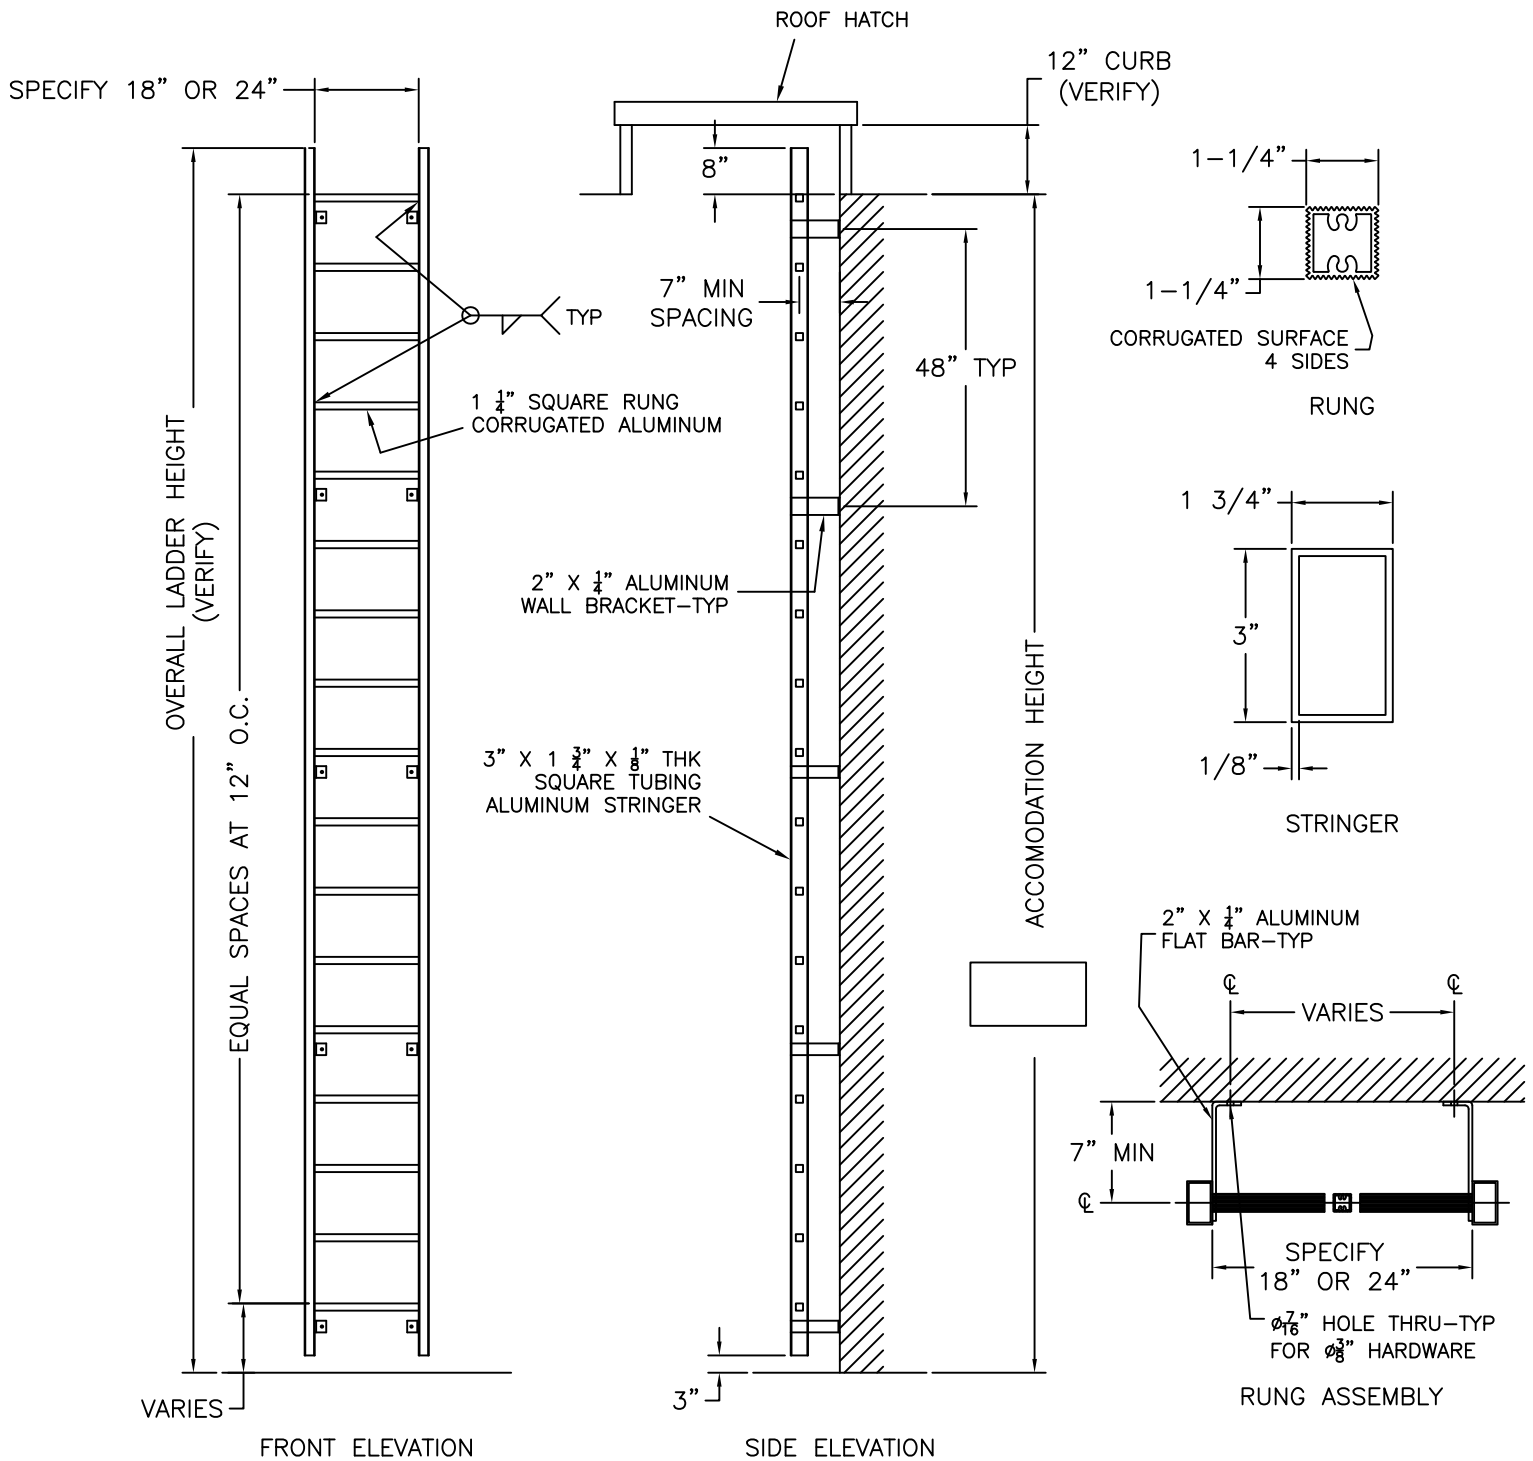 ROOF HATCH
SPECIFY 18" OR 24"
12" CURB
(VERIFY)
8"
1-1/4"
1-1/4"
CORRUGATED SURFACE
4 SIDES
RUNG
7" MIN
SPACING
TYP
48" TYP
1 1/4" SQUARE RUNG
CORRUGATED ALUMINUM
OVERALL LADDER HEIGHT
(VERIFY)
EQUAL SPACES AT 12" O.C.
2" X 1/4" ALUMINUM
WALL BRACKET-TYP
1 3/4"
3"
1/8"
STRINGER
3" X 1 3/4" X 1/8" THK
SQUARE TUBING
ALUMINUM STRINGER
ACCOMODATION HEIGHT
2" X 1/4" ALUMINUM
FLAT BAR-TYP
℄ ℄
VARIES
7" MIN
℄
SPECIFY
18" OR 24"
ø7/16" HOLE THRU-TYP
FOR ø3/8" HARDWARE
RUNG ASSEMBLY
3"
VARIES
FRONT ELEVATION
SIDE ELEVATION